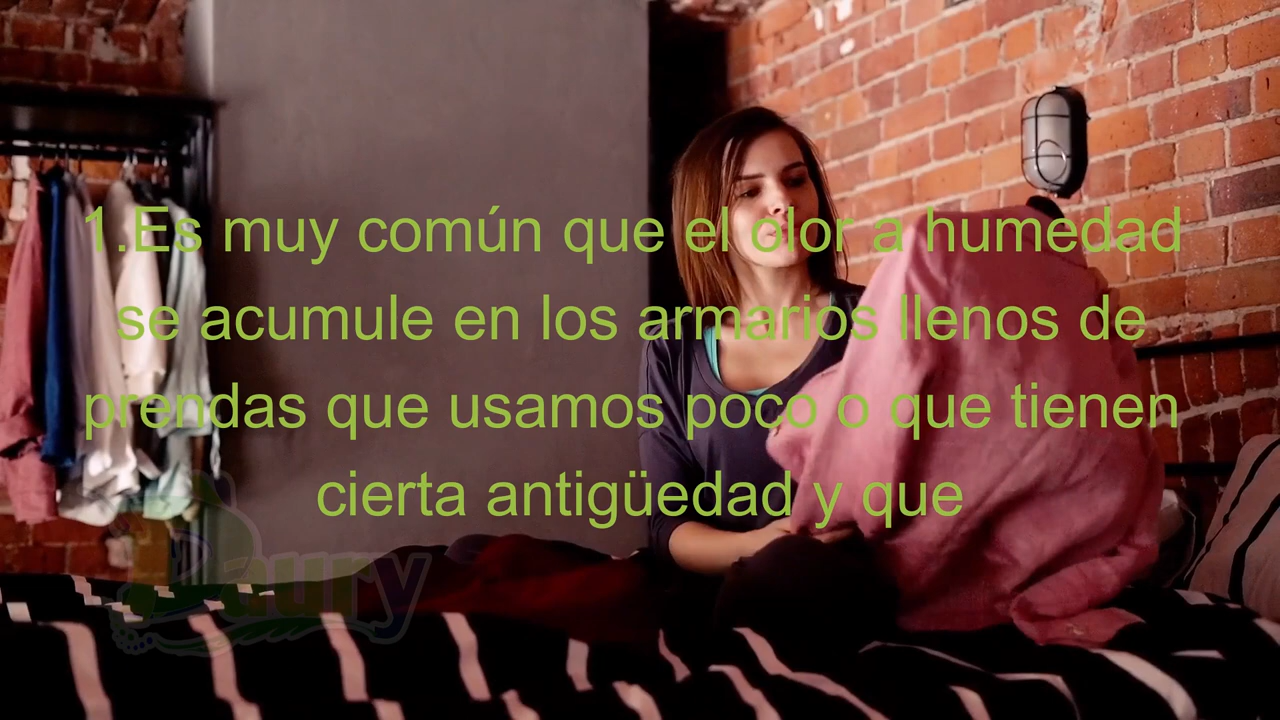 1.Es muy común que el olor a humedad
se acumule en los armarios llenos de
prendas que usamos poco o que tienen
cierta antigüedad y que
Daury